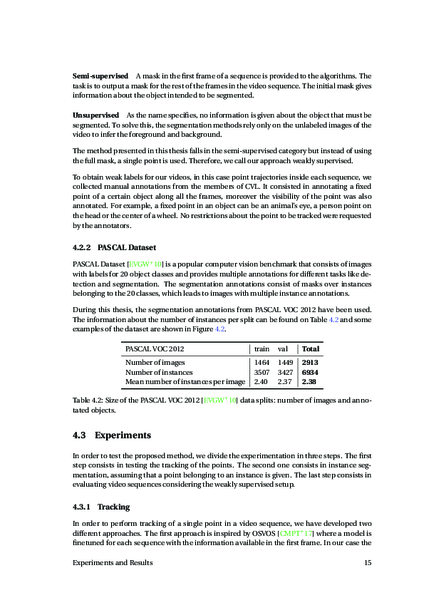 Semi-supervised A mask in the first frame of a sequence is provided to the algorithms. The
task is to output a mask for the rest of the frames in the video sequence. The initial mask gives
information about the object intended to be segmented.
Unsupervised As the name specifies, no information is given about the object that must be
segmented. To solve this, the segmentation methods rely only on the unlabeled images of the
video to infer the foreground and background.
The method presented in this thesis falls in the semi-supervised category but instead of using
the full mask, a single point is used. Therefore, we call our approach weakly supervised.
To obtain weak labels for our videos, in this case point trajectories inside each sequence, we
collected manual annotations from the members of CVL. It consisted in annotating a fixed
point of a certain object along all the frames, moreover the visibility of the point was also
annotated. For example, a fixed point in an object can be an animal's eye, a person point on
the head or the center of a wheel. No restrictions about the point to be tracked were requested
by the annotators.
4.2.2 PASCAL Dataset
PASCAL Dataset [EVGW+10] is a popular computer vision benchmark that consists of images
with labels for 20 object classes and provides multiple annotations for different tasks like de-
tection and segmentation. The segmentation annotations consist of masks over instances
belonging to the 20 classes, which leads to images with multiple instance annotations.
During this thesis, the segmentation annotations from PASCAL VOC 2012 have been used.
The information about the number of instances per split can be found on Table 4.2 and some
examples of the dataset are shown in Figure 4.2.
PASCAL VOC 2012 train val Total
Number of images 1464 1449 2913
Number of instances 3507 3427 6934
Mean number of instances per image 2.40 2.37 2.38
Table 4.2: Size of the PASCAL VOC 2012 [EVGW+10] data splits: number of images and anno-
tated objects.
4.3 Experiments
In order to test the proposed method, we divide the experimentation in three steps. The first
step consists in testing the tracking of the points. The second one consists in instance seg-
mentation, assuming that a point belonging to an instance is given. The last step consists in
evaluating video sequences considering the weakly supervised setup.
4.3.1 Tracking
In order to perform tracking of a single point in a video sequence, we have developed two
different approaches. The first approach is inspired by OSVOS [CMPT+17] where a model is
finetuned for each sequence with the information available in the first frame. In our case the
Experiments and Results 15